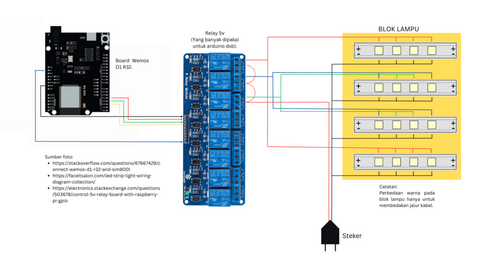 BLOK LAMPU
Relay 5v
(Yang banyak dipakai
untuk arduino dsb).
Board Wemos
D1 R32.
Sumber foto:
• https://stackoverflow.com/questions/67667429/c
onnect-wemos-d1-r32-and-sim800l
• https://faceitsalon.com/led-strip-light-wiring-
diagram-collection/
• https://electronics.stackexchange.com/questions
/503678/control-5v-relay-board-with-raspberry-
pi-gpio
Catatan:
Perbedaan warna pada
blok lampu hanya untuk
membedakan jalur kabel.
Steker